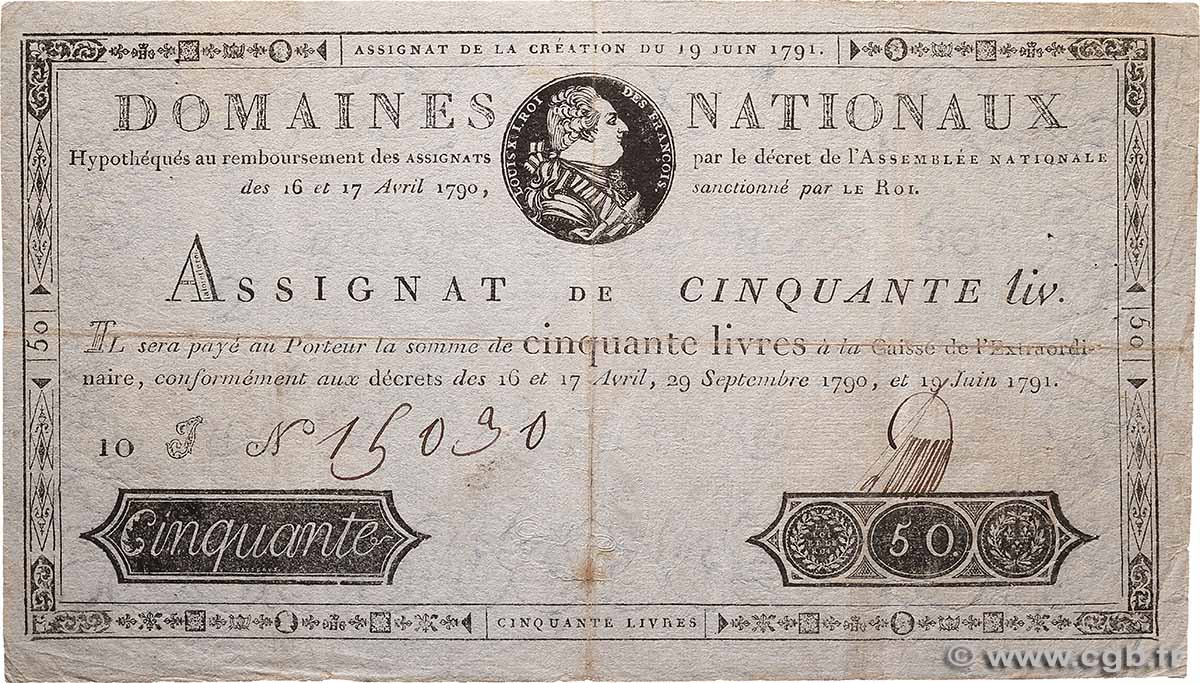 ASSIGNAT DE LA CRÉATION DU 19 JUIN 1791.
DOMAINES NATIONAUX
LOUIS XVI ROI DES FRANÇOIS.
Hypothéqués au remboursement des ASSIGNATS par le décret de l'ASSEMBLÉE NATIONALE
des 16 et 17 Avril 1790, sanctionné par LE ROI.
ASSIGNAT DE CINQUANTE liv.
IL sera payé au Porteur la somme de cinquante livres à la Caisse de l'Extraordi-
naire, conformément aux décrets des 16 et 17 Avril, 29 Septembre 1790, et 19 Juin 1791.
50
50
10 J N 15030
Cinquante
50.
CINQUANTE LIVRES
© www.cgb.fr